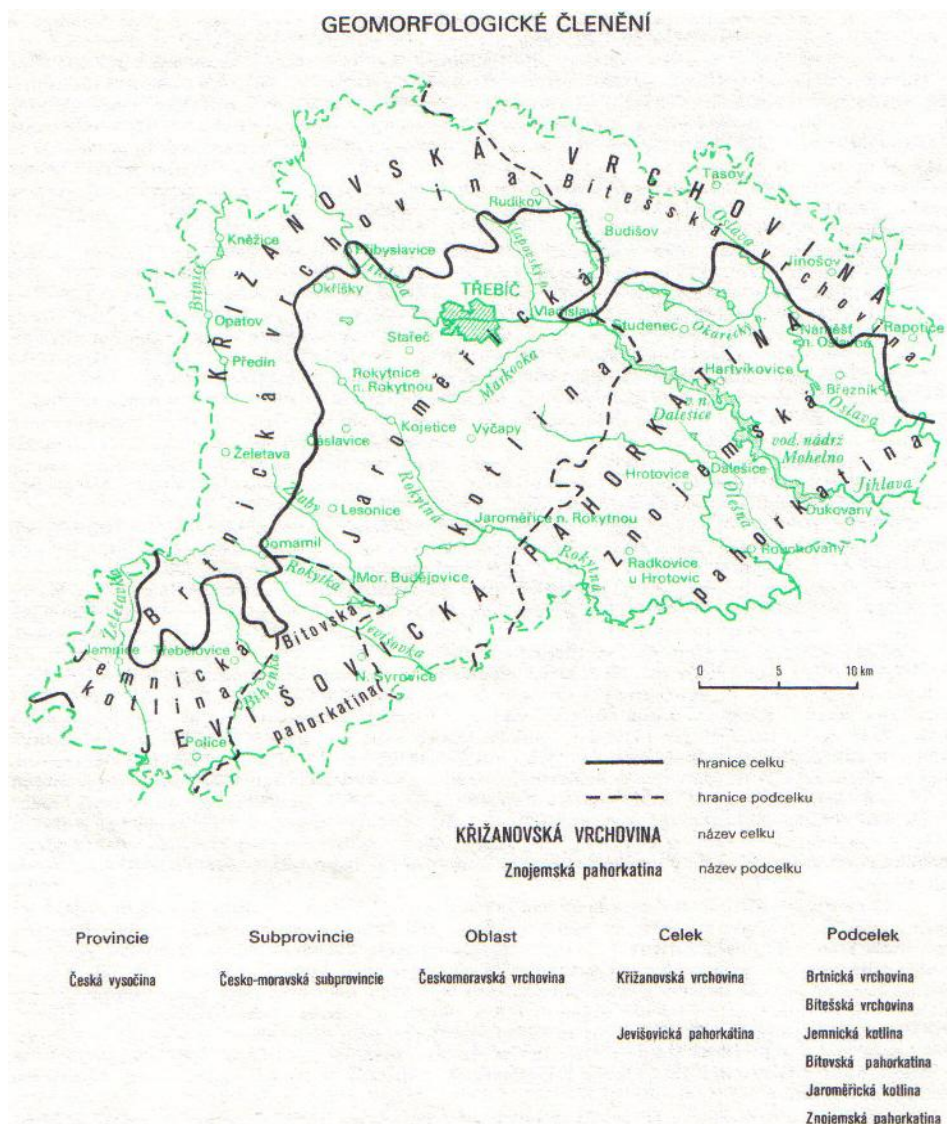 GEOMORFOLOGICKÉ ČLENĚNÍ
KŘIŽANOVSKÁ VRCHOVINA
Brtnická vrchovina
Bítešská vrchovina
Tasov
Rudíkov
Budišov
Oslava
Kněžice
Přibyslavice
Jinošov
Brtnice
Okříšky
TŘEBÍČ
Opatov
Vladislav
Studenec
Okarecký p.
Náměšť
n. Oslavou
Rapotice
Stařeč
Předín
Markovka
Hartvíkovice
Rokytnice
n. Rokytnou
Březník
v. n.
Dalešice
Oslava
Kojetice
Výčapy
Čáslavice
vod. nádrž
Mohelno
Želetava
Hrotovice
Dalešice
Jihlava
Rokytná
Olešná
Lesonice
Dukovany
Jaroměřická kotlina
Jaroměřice n. Rokytnou
Znojemská pahorkatina
Domamil
Rokytná
Radkovice
u Hrotovic
Rouchovany
Rokytka
Mor. Budějovice
Želetavka
Bítovská
pahorkatina
Jevišovka
Jemnice
Třebelovice
Jemnická
kotlina
Bihanka
N. Syrovice
JEVIŠOVICKÁ PAHORKATINA
Police
0 5 10 km
hranice celku
hranice podcelku
KŘIŽANOVSKÁ VRCHOVINA název celku
Znojemská pahorkatina název podcelku
Provincie Subprovincie Oblast Celek Podcelek
Česká vysočina Česko-moravská subprovincie Českomoravská vrchovina Křižanovská vrchovina Brtnická vrchovina
Bítešská vrchovina
Jevišovická pahorkatina Jemnická kotlina
Bítovská pahorkatina
Jaroměřická kotlina
Znojemská pahorkatina